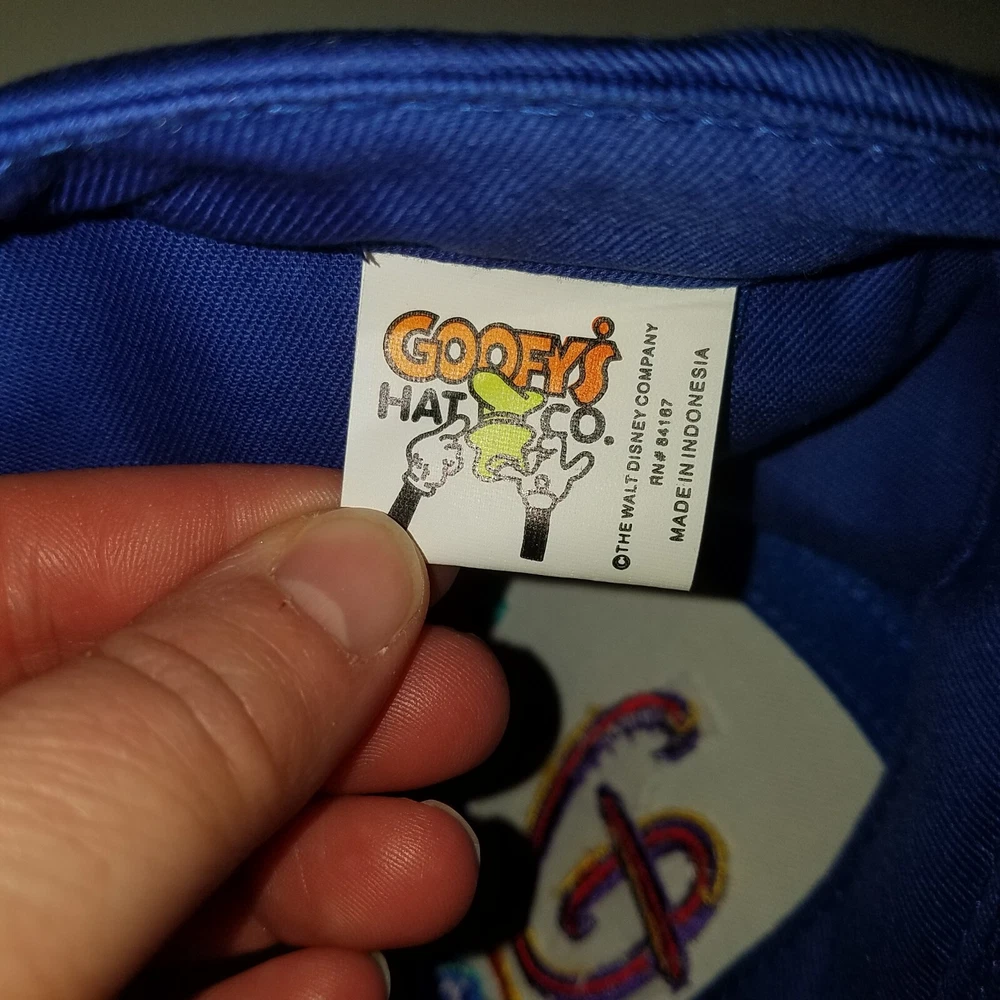 GOOFY'S
HAT CO.
©THE WALT DISNEY COMPANY
RN# 84167
MADE IN INDONESIA